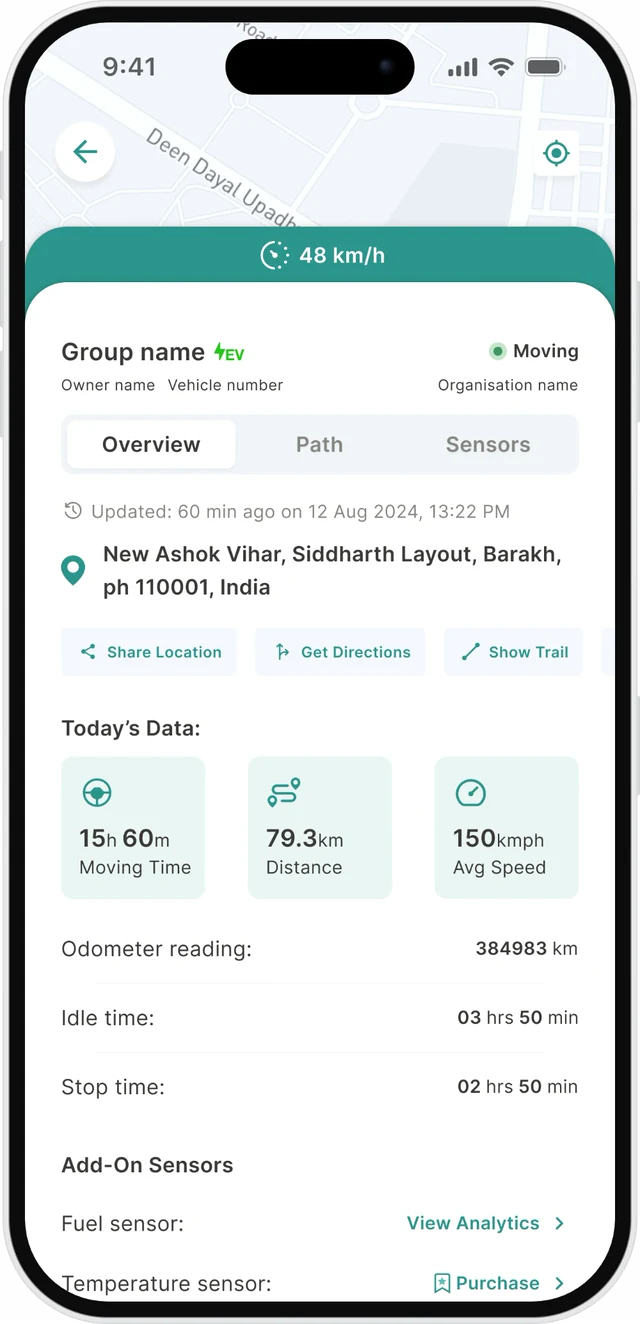 Road
9:41
Deen Dayal Upadh
48 km/h
Group name EV
Moving
Owner name Vehicle number
Organisation name
Overview Path Sensors
Updated: 60 min ago on 12 Aug 2024, 13:22 PM
New Ashok Vihar, Siddharth Layout, Barakh,
ph 110001, India
Share Location Get Directions Show Trail
Today’s Data:
15h 60m 79.3km 150kmph
Moving Time Distance Avg Speed
Odometer reading: 384983 km
Idle time: 03 hrs 50 min
Stop time: 02 hrs 50 min
Add-On Sensors
Fuel sensor: View Analytics
Temperature sensor: Purchase